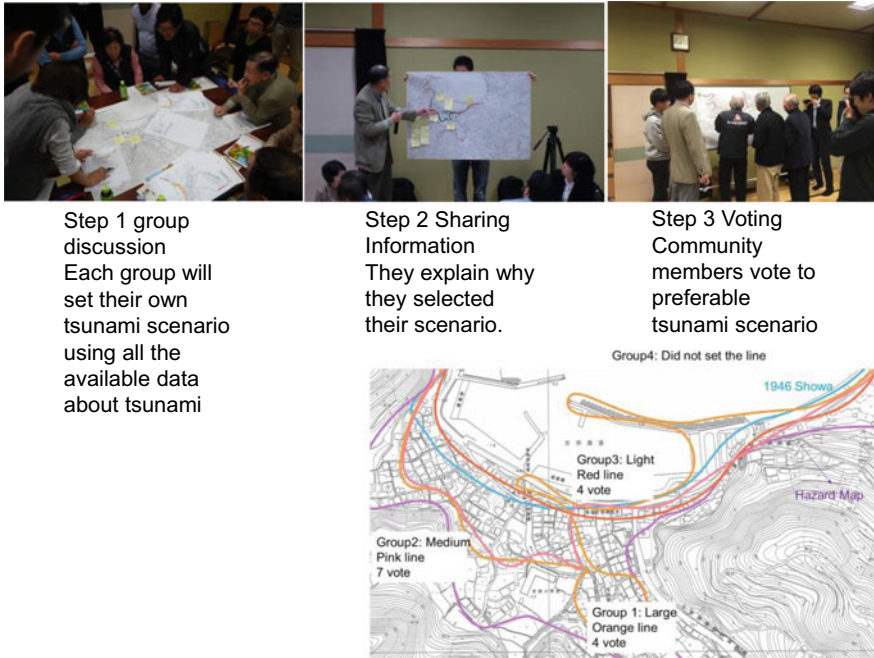 Step 1 group
discussion
Each group will
set their own
tsunami scenario
using all the
available data
about tsunami
Step 2 Sharing
Information
They explain why
they selected
their scenario.
Step 3 Voting
Community
members vote to
preferable
tsunami scenario
Group4: Did not set the line
1946 Showa
Group3: Light
Red line
4 vote
Hazard Map
Group2: Medium
Pink line
7 vote
Group 1: Large
Orange line
4 vote